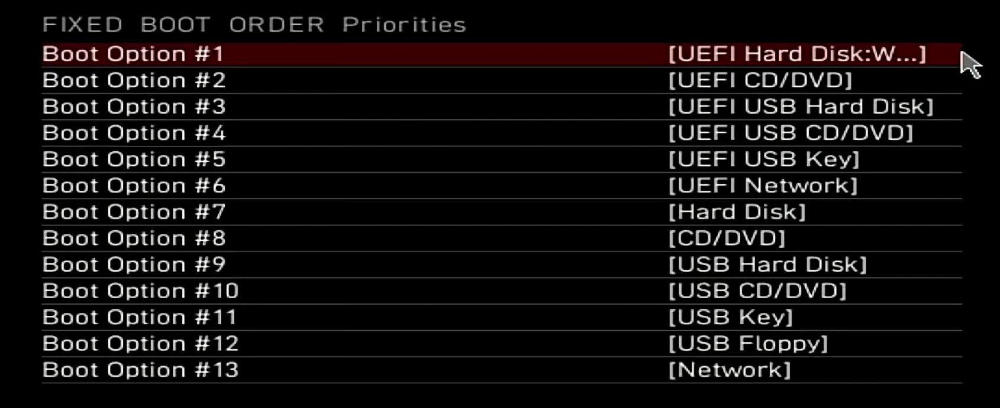 FIXED BOOT ORDER Priorities
Boot Option #1 [UEFI Hard Disk:W...]
Boot Option #2 [UEFI CD/DVD]
Boot Option #3 [UEFI USB Hard Disk]
Boot Option #4 [UEFI USB CD/DVD]
Boot Option #5 [UEFI USB Key]
Boot Option #6 [UEFI Network]
Boot Option #7 [Hard Disk]
Boot Option #8 [CD/DVD]
Boot Option #9 [USB Hard Disk]
Boot Option #10 [USB CD/DVD]
Boot Option #11 [USB Key]
Boot Option #12 [USB Floppy]
Boot Option #13 [Network]